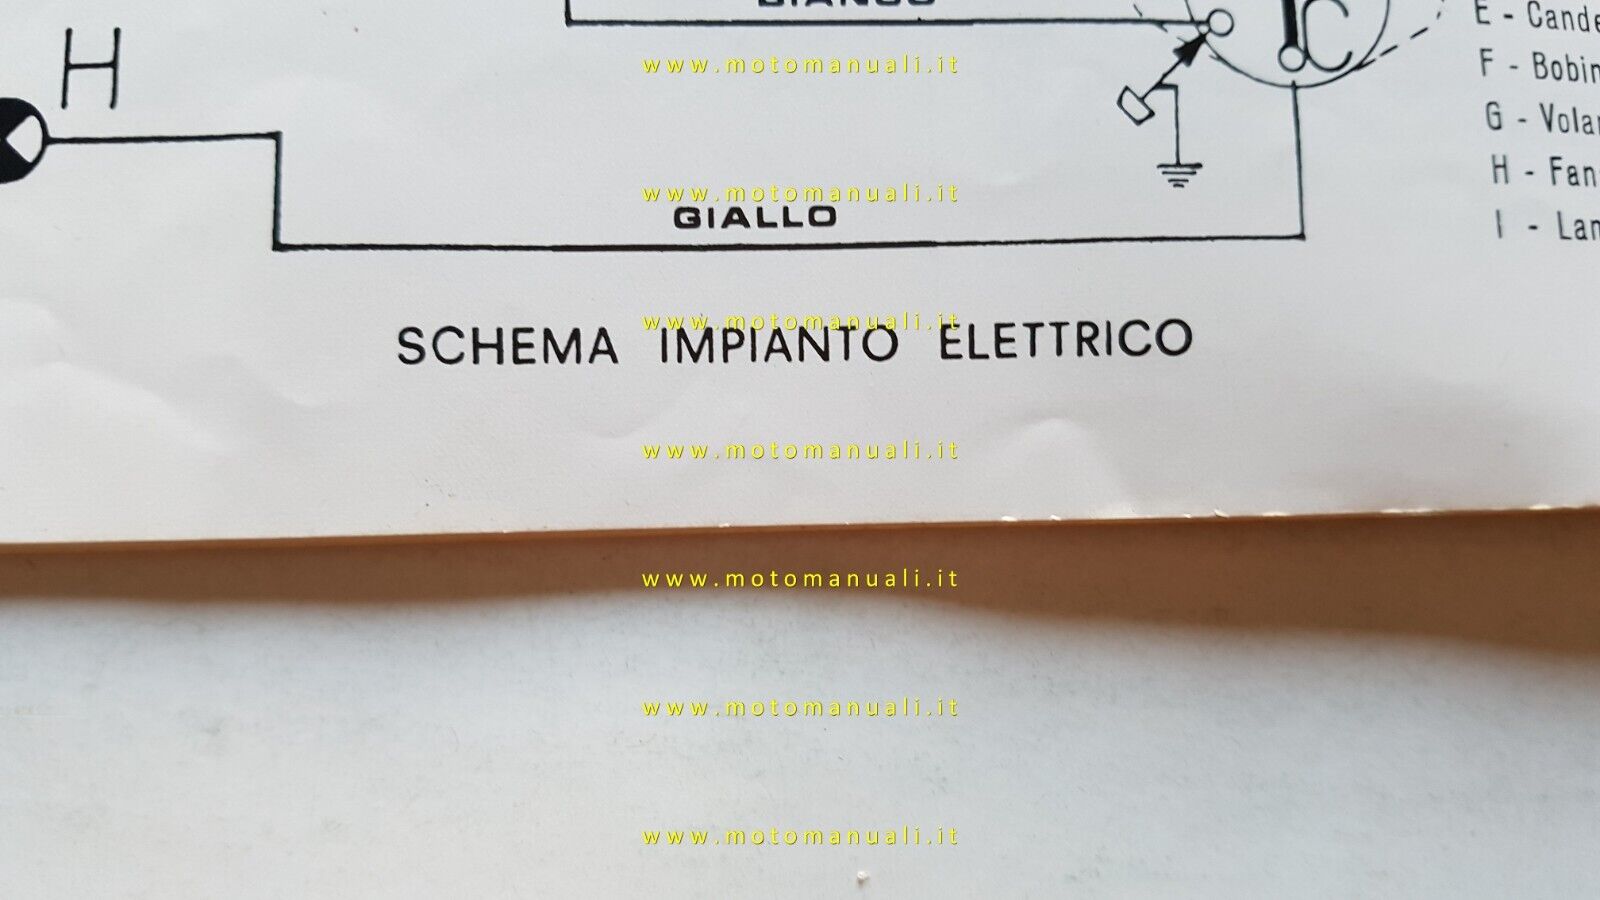 BIANCO
E - Cande
www.motomanuali.it
H
C
F - Bobin
G - Volan
www.motomanuali.it
H - Fan
GIALLO
I - Lan
www.motomanuali.it
SCHEMA IMPIANTO ELETTRICO
www.motomanuali.it
www.motomanuali.it
www.motomanuali.it
www.motomanuali.it